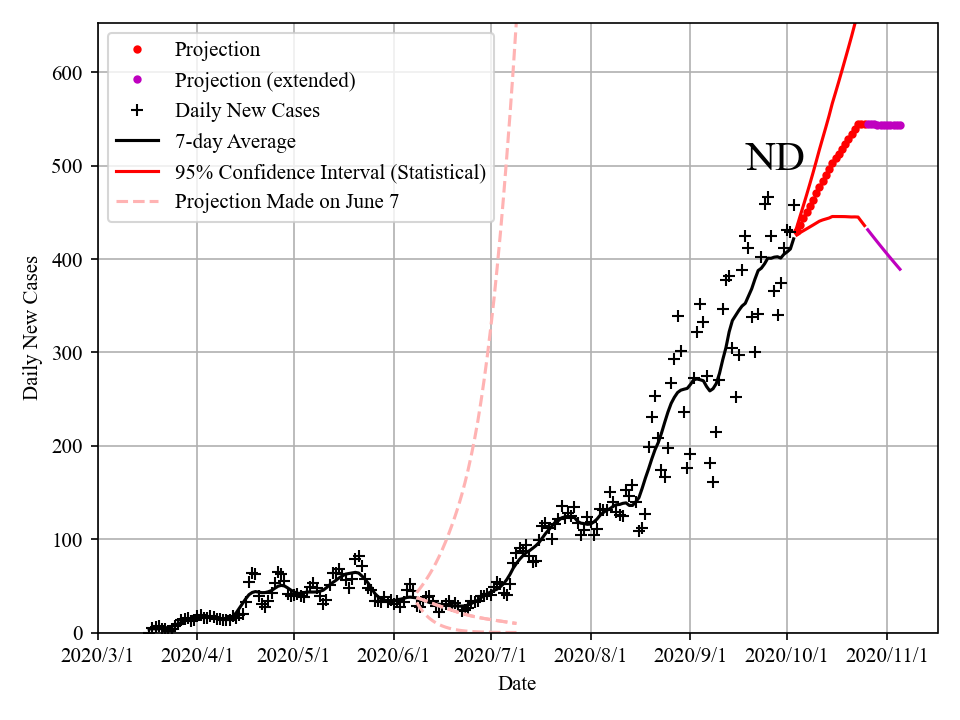 Projection
Projection (extended)
Daily New Cases
7-day Average
95% Confidence Interval (Statistical)
Projection Made on June 7
ND
600
500
400
300
200
100
0
Daily New Cases
2020/3/1 2020/4/1 2020/5/1 2020/6/1 2020/7/1 2020/8/1 2020/9/1 2020/10/1 2020/11/1
Date